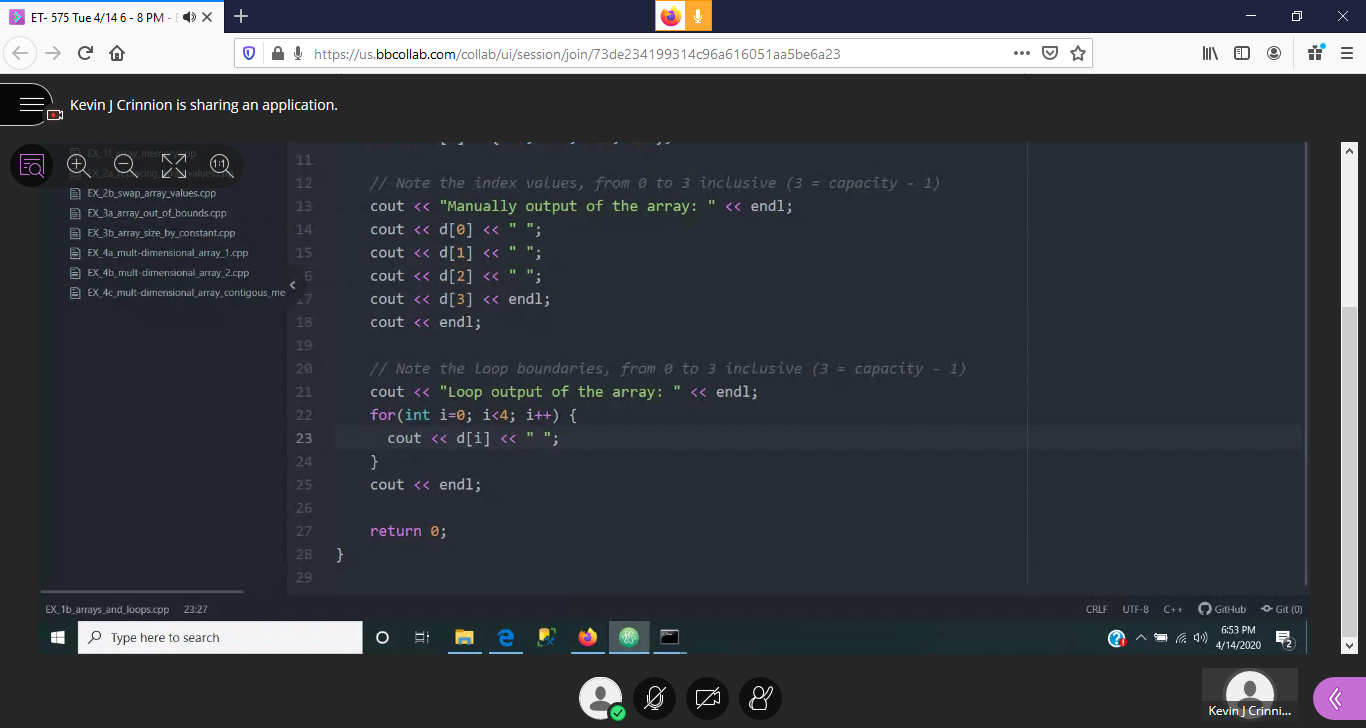 ET- 575 Tue 4/14 6 - 8 PM -
https://us.bbcollab.com/collab/ui/session/join/73de234199314c96a616051aa5be6a23
Kevin J Crinnion is sharing an application.
EX_2b_swap_array_values.cpp
EX_3a_array_out_of_bounds.cpp
EX_3b_array_size_by_constant.cpp
EX_4a_mult-dimensional_array_1.cpp
EX_4b_mult-dimensional_array_2.cpp
EX_4c_mult-dimensional_array_contigous_me
11
12 // Note the index values, from 0 to 3 inclusive (3 = capacity - 1)
13 cout << "Manually output of the array: " << endl;
14 cout << d[0] << " ";
15 cout << d[1] << " ";
6 cout << d[2] << " ";
17 cout << d[3] << endl;
18 cout << endl;
19
20 // Note the loop boundaries, from 0 to 3 inclusive (3 = capacity - 1)
21 cout << "Loop output of the array: " << endl;
22 for(int i=0; i<4; i++) {
23 cout << d[i] << " ";
24 }
25 cout << endl;
26
27 return 0;
28 }
29
EX_1b_arrays_and_loops.cpp 23:27
CRLF UTF-8 C++ GitHub Git (0)
Type here to search
6:53 PM
4/14/2020
2
Kevin J Crinni...